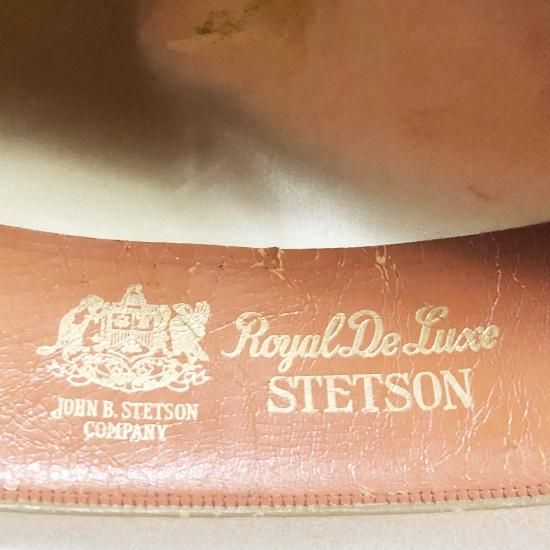 JOHN B. STETSON
COMPANY
Royal De Luxe
STETSON